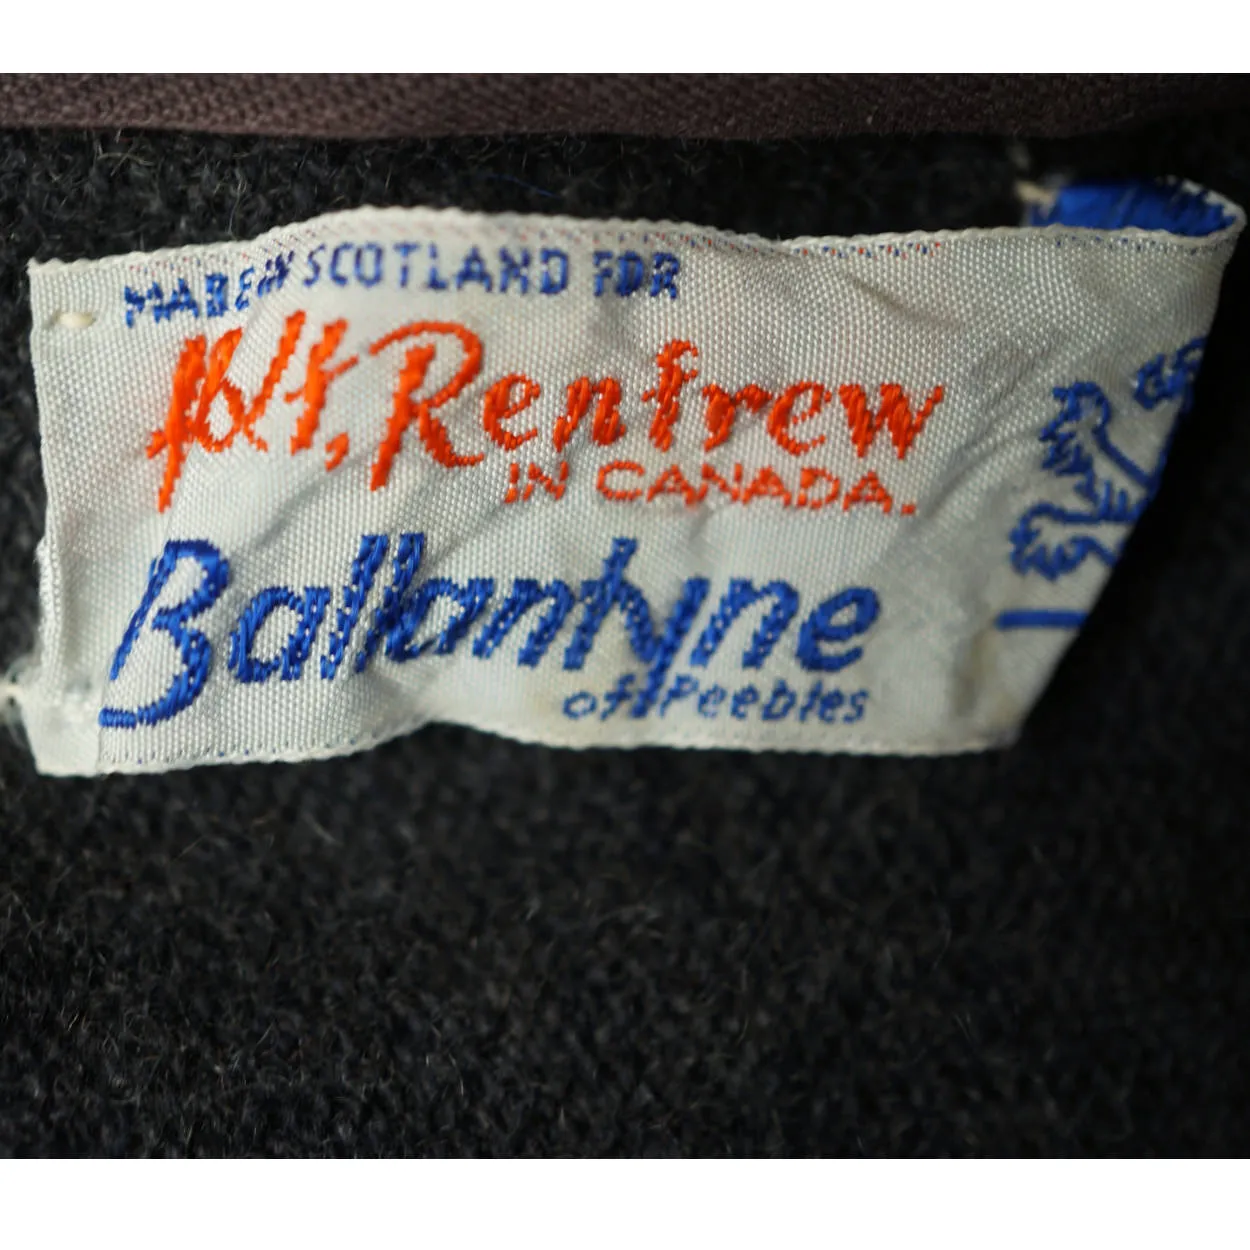 MADE IN SCOTLAND FOR
Holt, Renfrew
IN CANADA.
Ballantyne
of Peebles